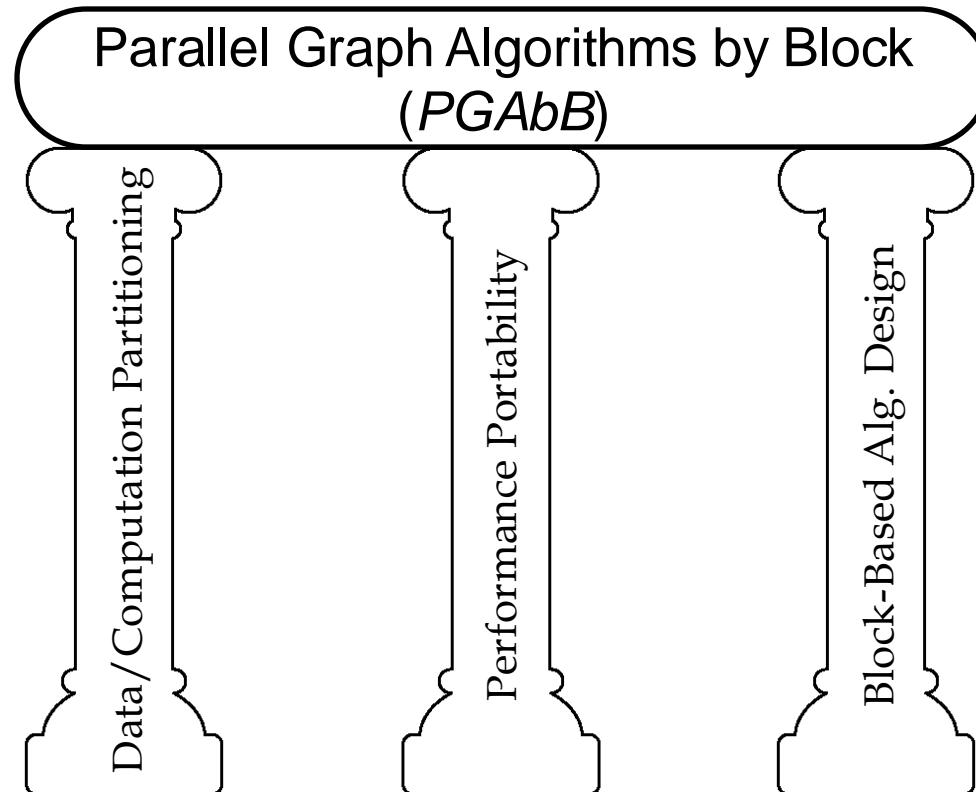 Parallel Graph Algorithms by Block
(PGAbB)
Data/Computation Partitioning
Performance Portability
Block-Based Alg. Design